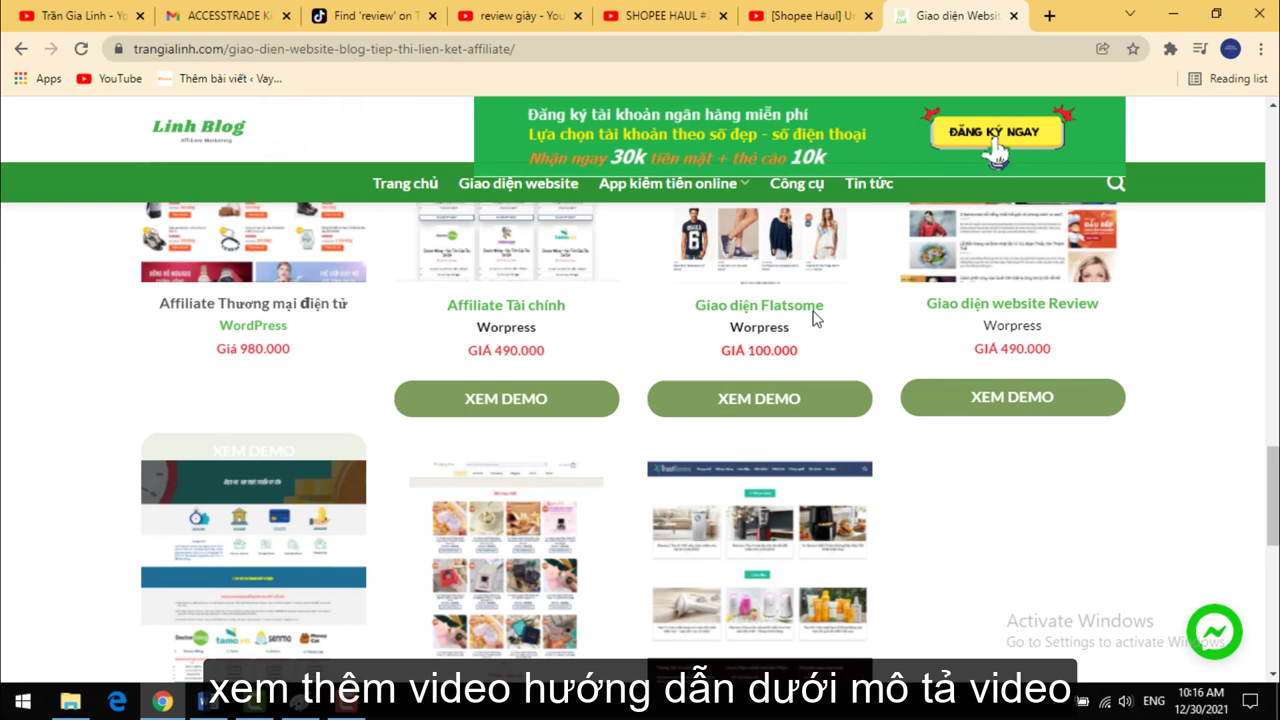 Trần Gia Linh - Yo
ACCESSTRADE K
Find 'review' on T
review giày - You
SHOPEE HAUL #2
[Shopee Haul] U
Giao diện Websit
trangialinh.com/giao-dien-website-blog-tiep-thi-lien-ket-affiliate/
Apps
YouTube
Thêm bài viết ‹ Vay...
Reading list
Linh Blog
Affiliate Marketing
Đăng ký tài khoản ngân hàng miễn phí
Lựa chọn tài khoản theo số đẹp - số điện thoại
Nhận ngay 30k tiền mặt + thẻ cào 10k
ĐĂNG KÝ NGAY
Trang chủ
Giao diện website
App kiếm tiền online
Công cụ
Tin tức
Affiliate Thương mại điện tử
WordPress
Giá 980.000
Affiliate Tài chính
Worpress
GIÁ 490.000
Giao diện Flatsome
Worpress
GIÁ 100.000
Giao diện website Review
Worpress
GIÁ 490.000
XEM DEMO
XEM DEMO
XEM DEMO
XEM DEMO
tamo.vn
senmo
Activate Windows
Go to Settings to activate Windows.
xem thêm video hướng dẫn dưới mô tả video
ENG
10:16 AM
12/30/2021